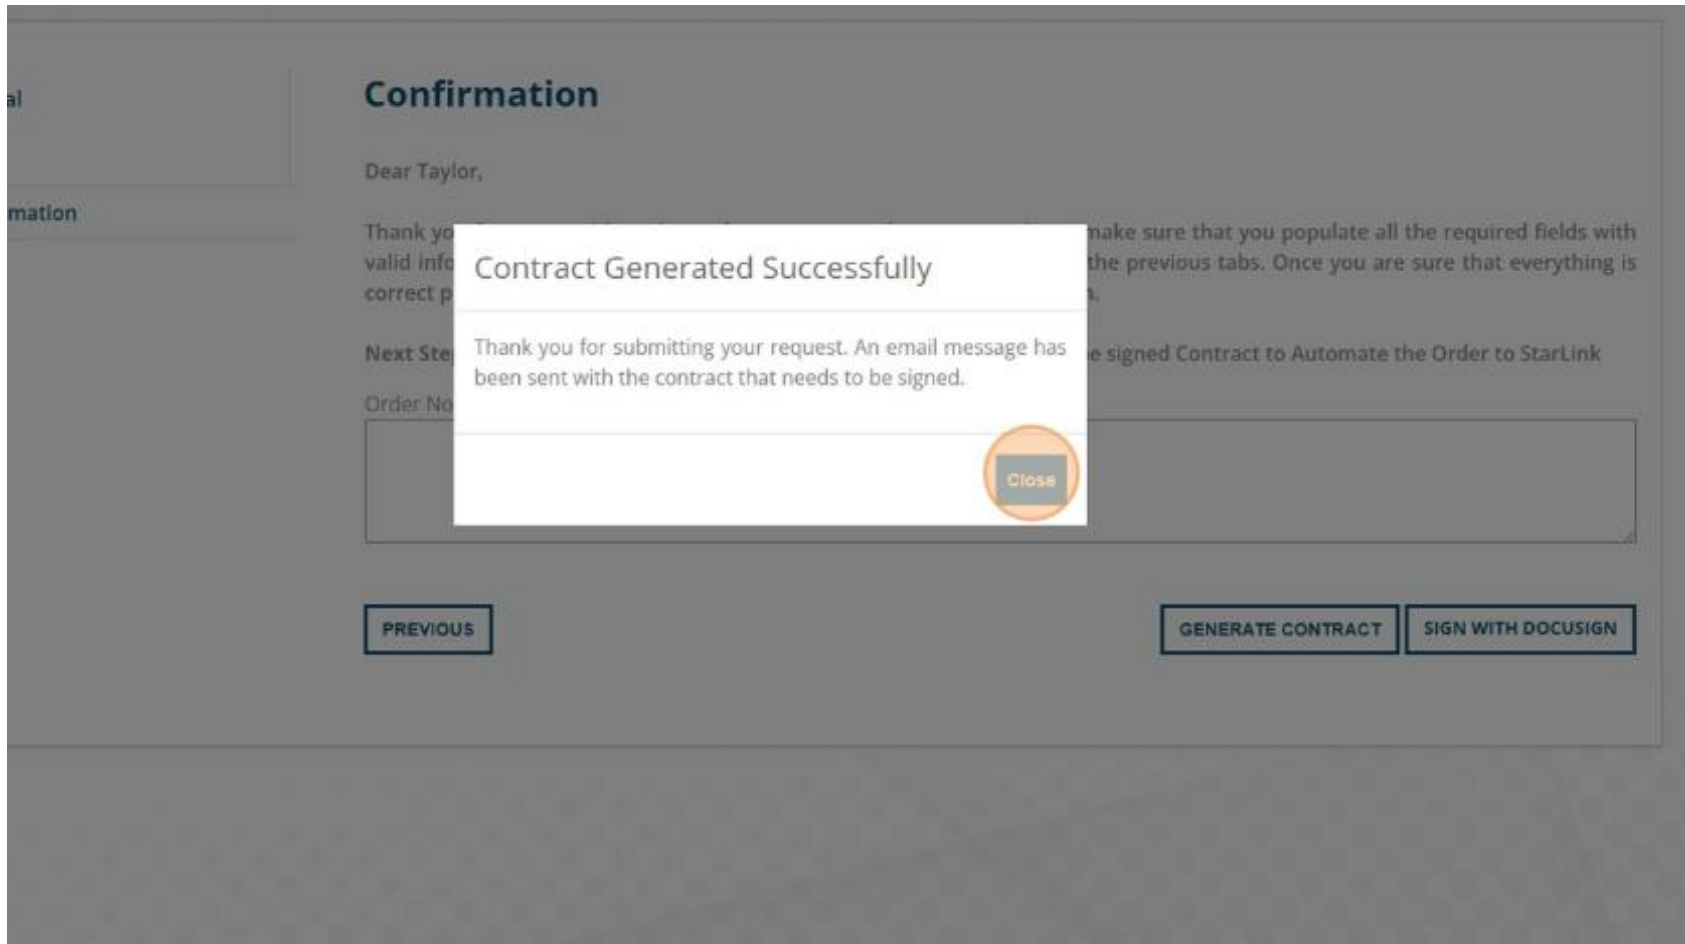 al
Confirmation
Dear Taylor,
mation
Thank yo make sure that you populate all the required fields with
valid info the previous tabs. Once you are sure that everything is
correct p
Contract Generated Successfully
Thank you for submitting your request. An email message has
been sent with the contract that needs to be signed.
Next Ste e signed Contract to Automate the Order to StarLink
Order No
Close
PREVIOUS
GENERATE CONTRACT
SIGN WITH DOCUSIGN